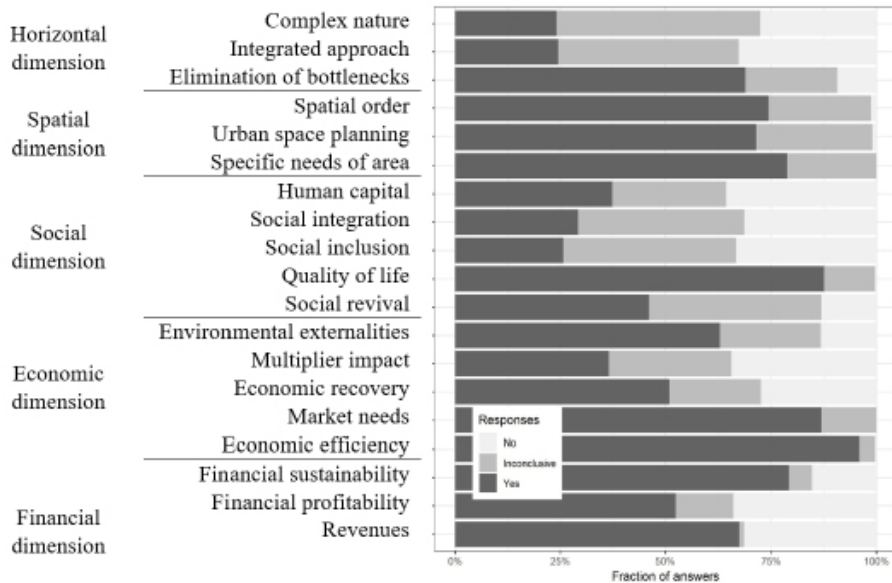 Horizontal
dimension
Complex nature
Integrated approach
Elimination of bottlenecks
Spatial
dimension
Spatial order
Urban space planning
Specific needs of area
Social
dimension
Human capital
Social integration
Social inclusion
Quality of life
Social revival
Economic
dimension
Environmental externalities
Multiplier impact
Economic recovery
Market needs
Economic efficiency
Financial
dimension
Financial sustainability
Financial profitability
Revenues
Responses
No
Inconclusive
Yes
0% 25% 50% 75% 100%
Fraction of answers